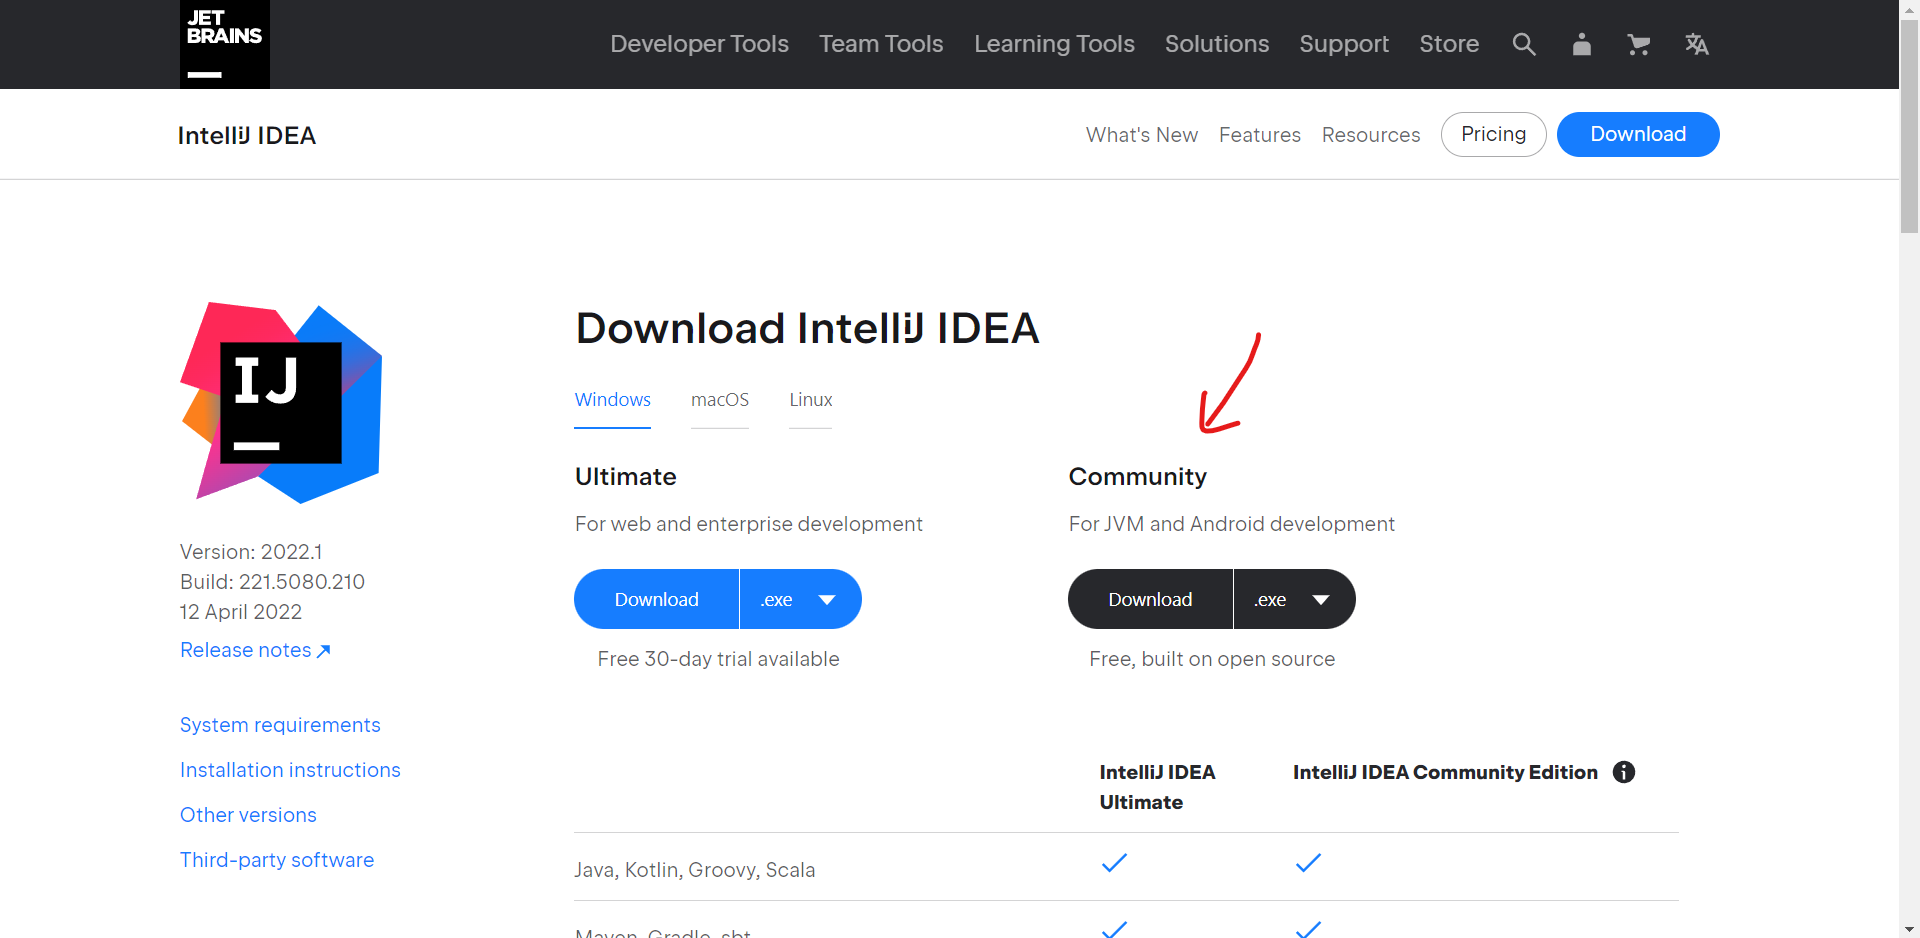 JET
BRAINS
Developer Tools Team Tools Learning Tools Solutions Support Store
IntelliJ IDEA
What's New Features Resources Pricing Download
IJ
Version: 2022.1
Build: 221.5080.210
12 April 2022
Release notes
System requirements
Installation instructions
Other versions
Third-party software
Download IntelliJ IDEA
Windows macOS Linux
Ultimate
For web and enterprise development
Download .exe
Free 30-day trial available
Community
For JVM and Android development
Download .exe
Free, built on open source
IntelliJ IDEA
Ultimate
IntelliJ IDEA Community Edition
Java, Kotlin, Groovy, Scala
Maven, Gradle, sbt